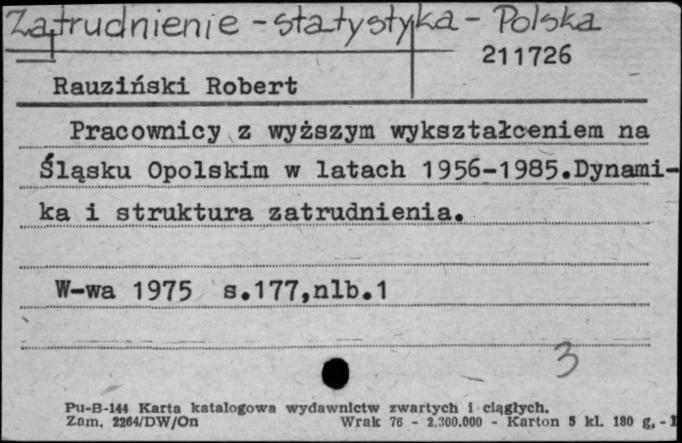 Zatrudnienie - statystyka - Polska
211726
Rauziński Robert
Pracownicy z wyższym wykształceniem na
Śląsku Opolskim w latach 1956-1985.Dynami-
ka i struktura zatrudnienia.
W-wa 1975 s.177,nlb.1
3
Pu-B-144 Karta katalogowa wydawnictw zwartych i ciągłych.
Zam. 2264/DW/On Wrak 76 - 2.300.000 - Karton 5 kl. 180 g,-